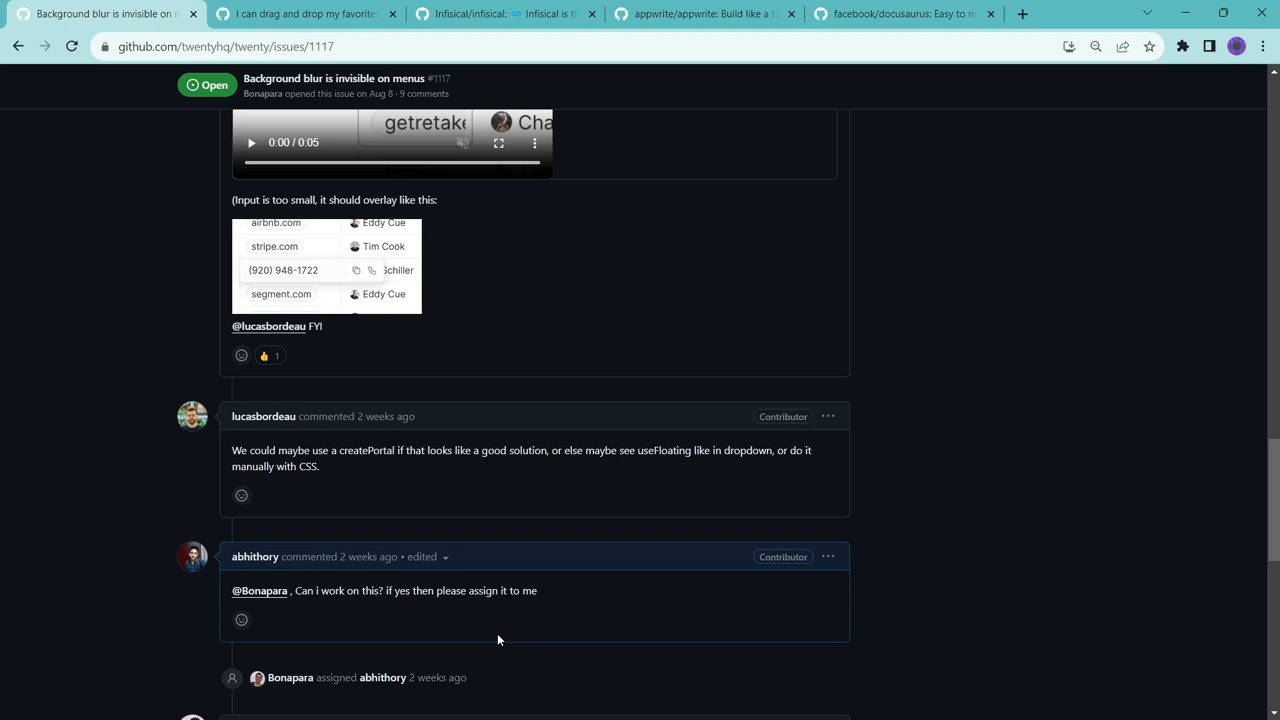 Background blur is invisible on n
I can drag and drop my favorites
Infisical/infisical: ∞ Infisical is t
appwrite/appwrite: Build like a t
facebook/docusaurus: Easy to m
github.com/twentyhq/twenty/issues/1117
Open
Background blur is invisible on menus #1117
Bonapara opened this issue on Aug 8 · 9 comments
getretake
Cha
0:00 / 0:05
(Input is too small, it should overlay like this:
airbnb.com Eddy Cue
stripe.com Tim Cook
(920) 948-1722 Schiller
segment.com Eddy Cue
@lucasbordeau FYI
👍 1
lucasbordeau commented 2 weeks ago Contributor
We could maybe use a createPortal if that looks like a good solution, or else maybe see useFloating like in dropdown, or do it
manually with CSS.
abhithory commented 2 weeks ago • edited Contributor
@Bonapara , Can i work on this? if yes then please assign it to me
Bonapara assigned abhithory 2 weeks ago